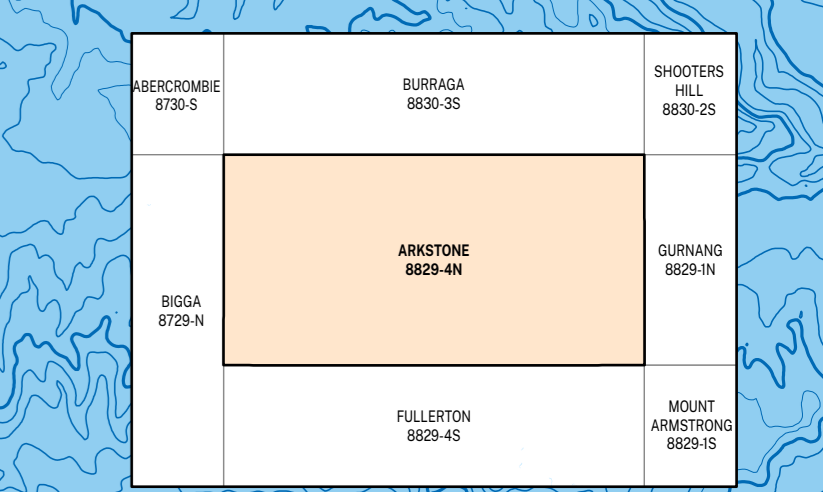 ABERCROMBIE
8730-S
BURRAGA
8830-3S
SHOOTERS
HILL
8830-2S
BIGGA
8729-N
ARKSTONE
8829-4N
GURNANG
8829-1N
FULLERTON
8829-4S
MOUNT
ARMSTRONG
8829-1S